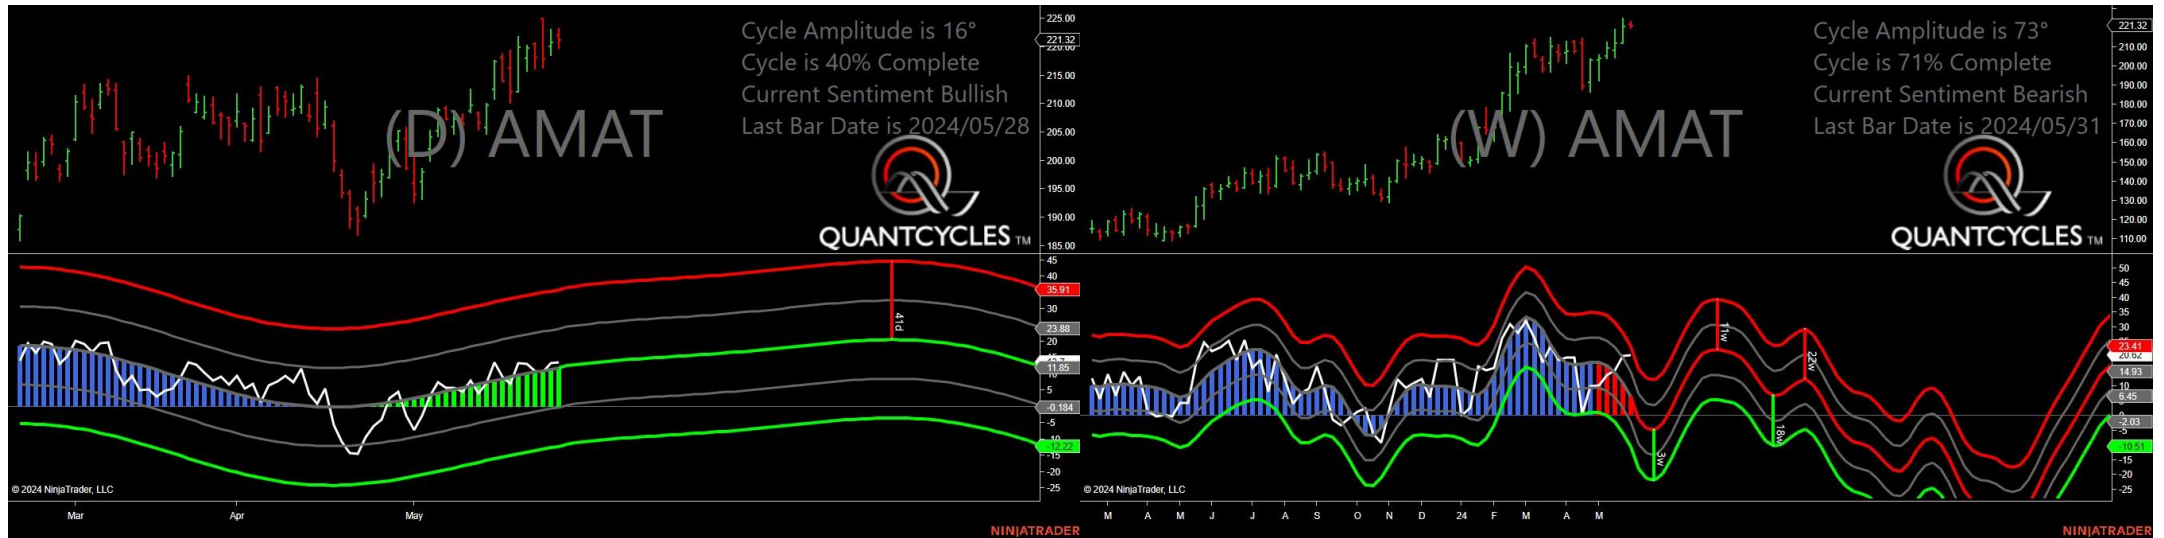 Cycle Amplitude is 16°
Cycle is 40% Complete
Current Sentiment Bullish
Last Bar Date is 2024/05/28
(D) AMAT
QUANTCYCLES TM
225.00
221.32
220.00
215.00
210.00
205.00
200.00
195.00
190.00
185.00
45
40
35.91
30
23.88
20
11.85
5
-0.184
-5
-12.22
-15
-20
-25
41d
© 2024 NinjaTrader, LLC
Mar
Apr
May
NINJATRADER
Cycle Amplitude is 73°
Cycle is 71% Complete
Current Sentiment Bearish
Last Bar Date is 2024/05/31
(W) AMAT
QUANTCYCLES TM
221.32
210.00
200.00
190.00
180.00
170.00
160.00
150.00
140.00
130.00
120.00
110.00
50
45
40
35
30
23.41
20.62
14.93
10
6.45
-2.03
-5
-10.51
-15
-20
-25
11w
22w
18w
3w
© 2024 NinjaTrader, LLC
M
A
M
J
J
A
S
O
N
D
24
F
M
A
M
NINJATRADER